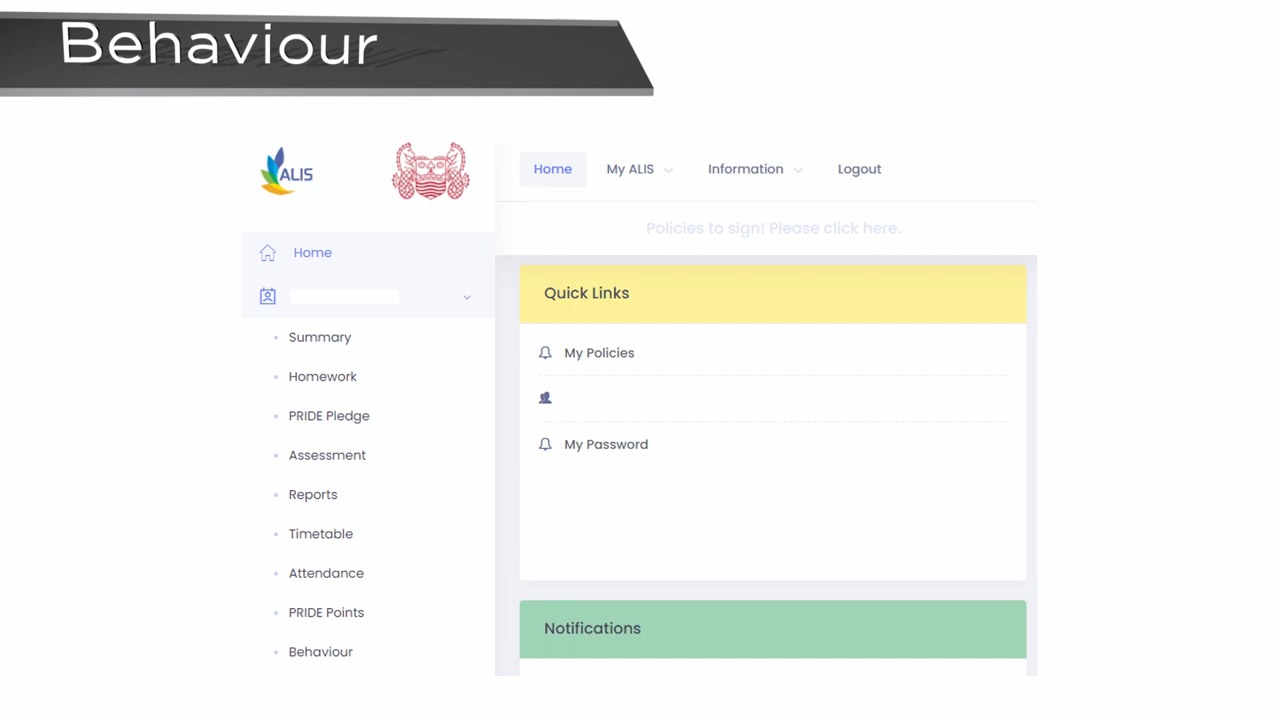 Behaviour
ALIS
Home
Summary
Homework
PRIDE Pledge
Assessment
Reports
Timetable
Attendance
PRIDE Points
Behaviour
Home My ALIS Information Logout
Policies to sign! Please click here.
Quick Links
My Policies
My Password
Notifications